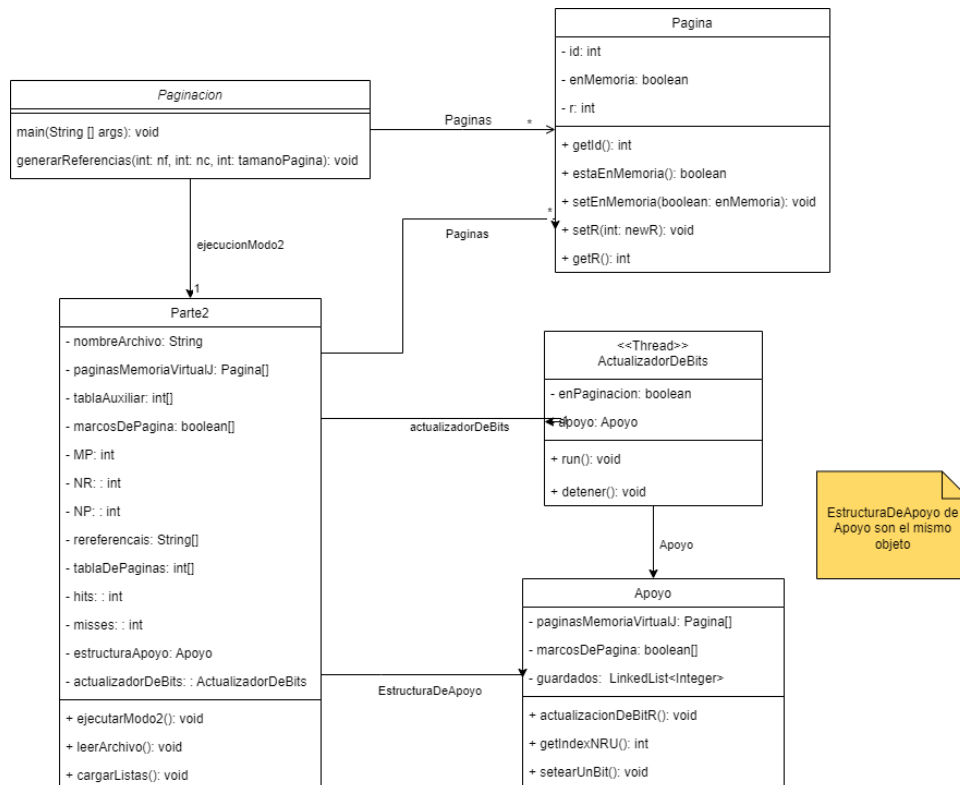 Pagina
- id: int
- enMemoria: boolean
- r: int
+ getId(): int
+ estaEnMemoria(): boolean
+ setEnMemoria(boolean: enMemoria): void
+ setR(int: newR): void
+ getR(): int
Paginacion
main(String [] args): void
generarReferencias(int: nf, int: nc, int: tamanoPagina): void
Paginas
*
Paginas
*
ejecucionModo2
1
Parte2
- nombreArchivo: String
- paginasMemoriaVirtualJ: Pagina[]
- tablaAuxiliar: int[]
- marcosDePagina: boolean[]
- MP: int
- NR: : int
- NP: : int
- rereferencais: String[]
- tablaDePaginas: int[]
- hits: : int
- misses: : int
- estructuraApoyo: Apoyo
- actualizadorDeBits: : ActualizadorDeBits
+ ejecutarModo2(): void
+ leerArchivo(): void
+ cargarListas(): void
<<Thread>>
ActualizadorDeBits
- enPaginacion: boolean
- apoyo: Apoyo
+ run(): void
+ detener(): void
actualizadorDeBits
1
Apoyo
EstructuraDeApoyo
Apoyo
- paginasMemoriaVirtualJ: Pagina[]
- marcosDePagina: boolean[]
- guardados: LinkedList<Integer>
+ actualizacionDeBitR(): void
+ getIndexNRU(): int
+ setearUnBit(): void
EstructuraDeApoyo de
Apoyo son el mismo
objeto